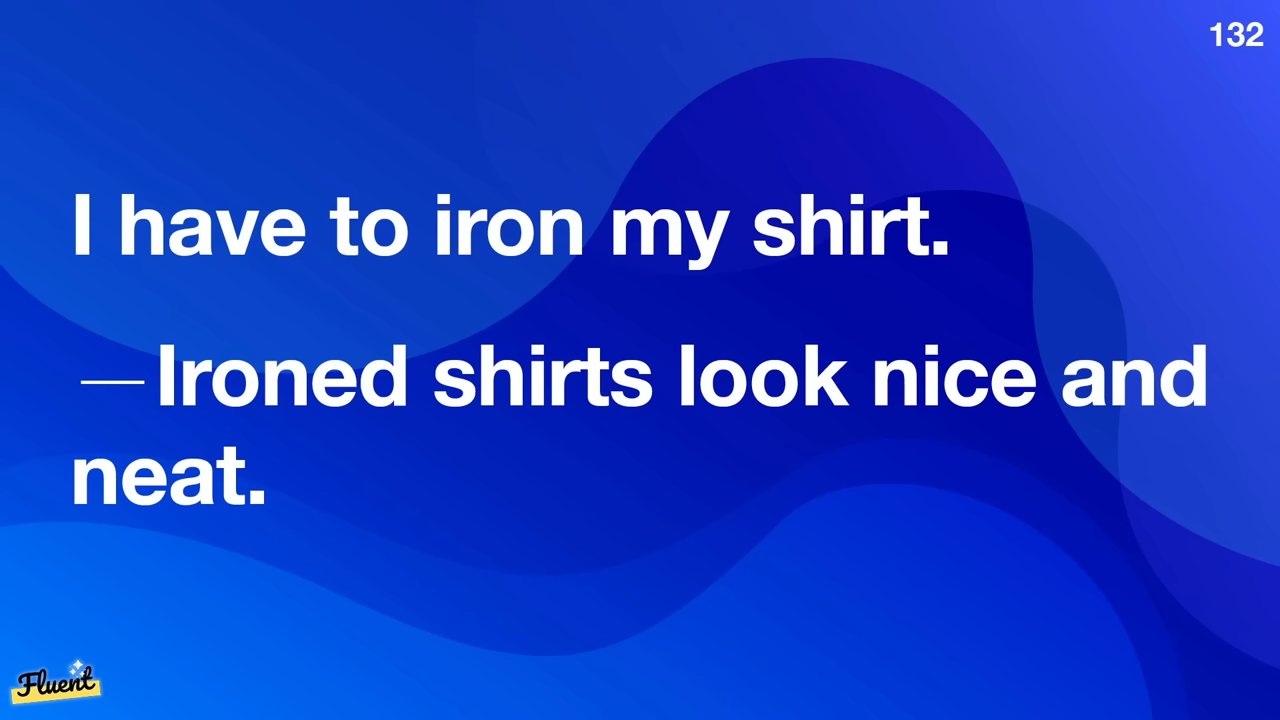 132
I have to iron my shirt.
— Ironed shirts look nice and
neat.
Fluent